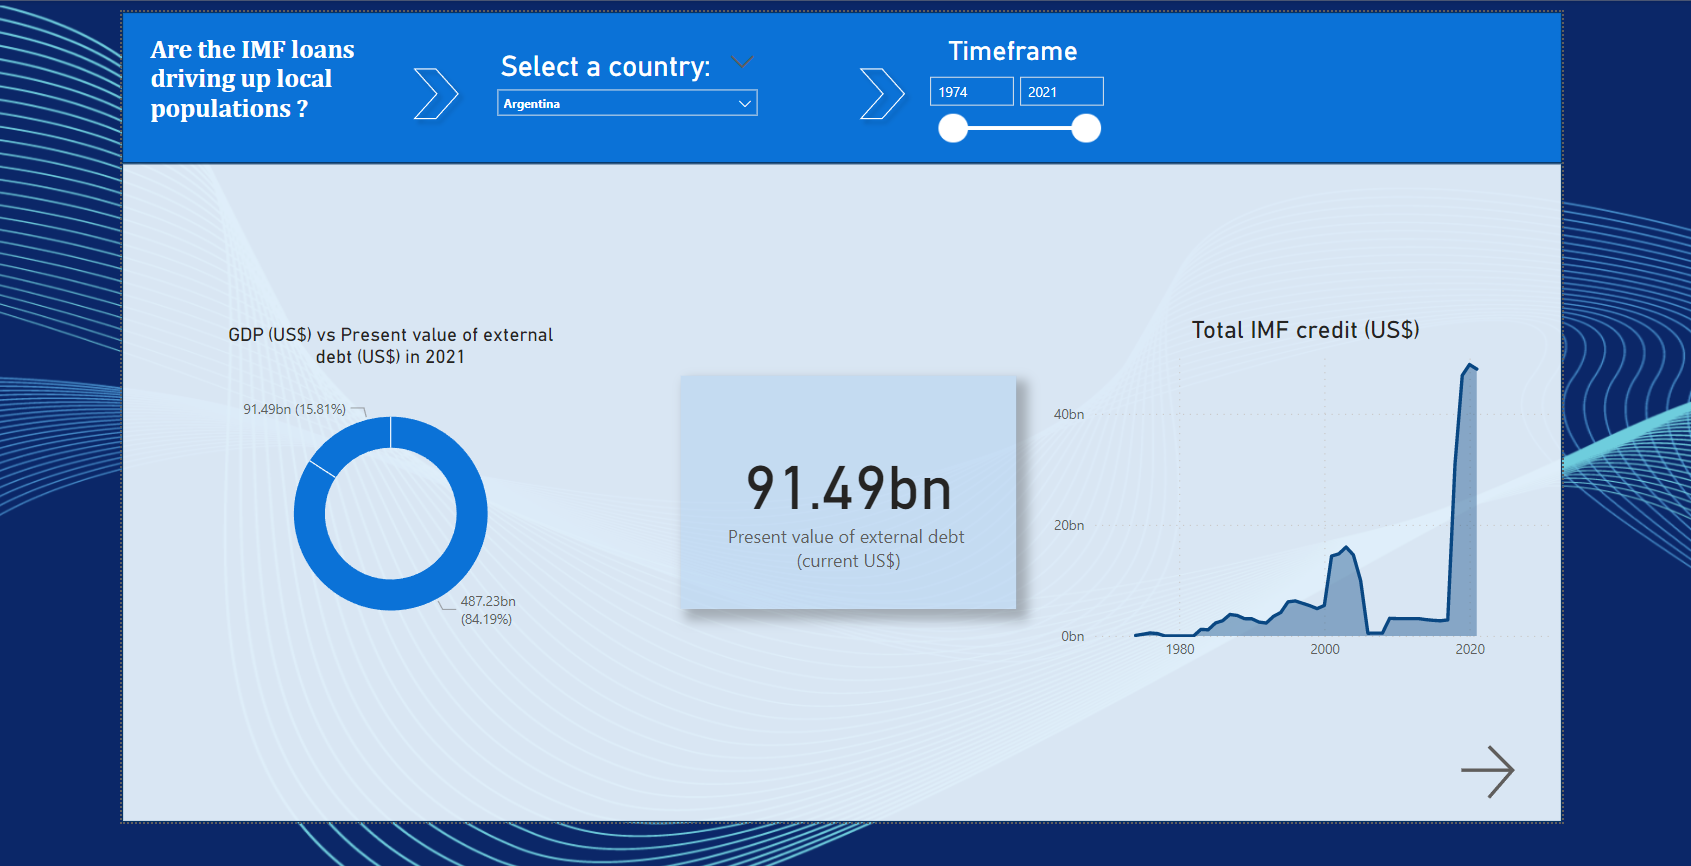 Are the IMF loans
driving up local
populations ?
Select a country:
Argentina
Timeframe
1974
2021
GDP (US$) vs Present value of external
debt (US$) in 2021
91.49bn (15.81%)
487.23bn
(84.19%)
91.49bn
Present value of external debt
(current US$)
Total IMF credit (US$)
40bn
20bn
0bn
1980
2000
2020